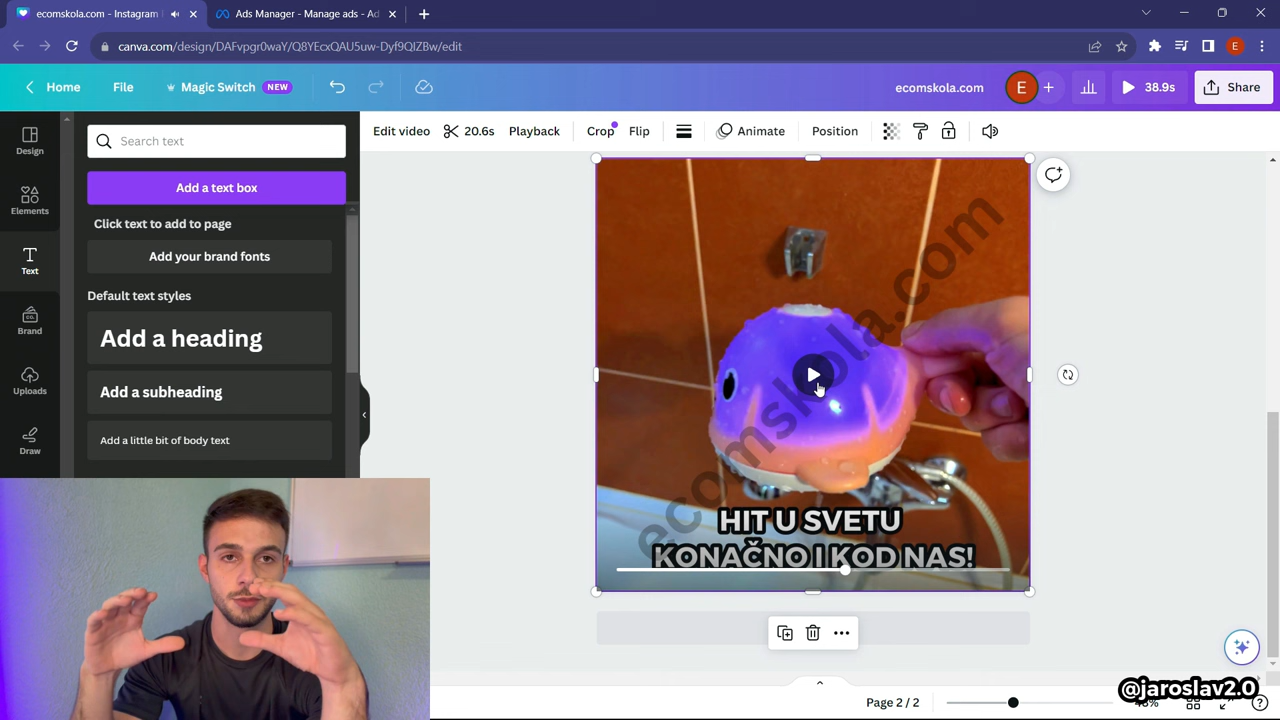 ecomskola.com - Instagram
Ads Manager - Manage ads - Ad
canva.com/design/DAFvpgr0waY/Q8YEcxQAU5uw-Dyf9QIZBw/edit
Home
File
Magic Switch
NEW
ecomskola.com
E
38.9s
Share
Design
Elements
Text
Brand
Uploads
Draw
Search text
Add a text box
Click text to add to page
Add your brand fonts
Default text styles
Add a heading
Add a subheading
Add a little bit of body text
Edit video
20.6s
Playback
Crop
Flip
Animate
Position
ecomskola.com
HIT U SVETU
KONAČNO I KOD NAS!
Page 2 / 2
@jaroslav2.0